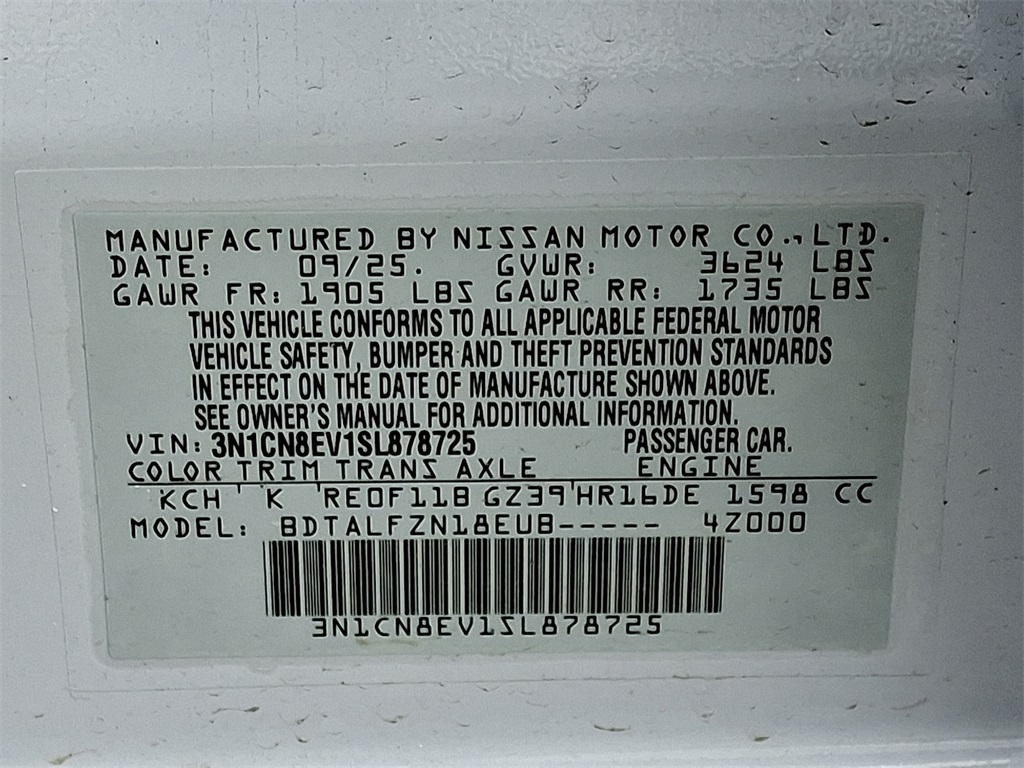 MANUFACTURED BY NISSAN MOTOR CO., LTD.
DATE: 09/25. GVWR: 3624 LBS
GAWR FR: 1905 LBS GAWR RR: 1735 LBS
THIS VEHICLE CONFORMS TO ALL APPLICABLE FEDERAL MOTOR
VEHICLE SAFETY, BUMPER AND THEFT PREVENTION STANDARDS
IN EFFECT ON THE DATE OF MANUFACTURE SHOWN ABOVE.
SEE OWNER'S MANUAL FOR ADDITIONAL INFORMATION.
VIN: 3N1CN8EV1SL878725 PASSENGER CAR.
COLOR TRIM TRANS AXLE ENGINE
KCH K RE0F11B GZ39 HR16DE 1598 CC
MODEL: BDTALFZN18EUB----- 4Z000
3N1CN8EV1SL878725